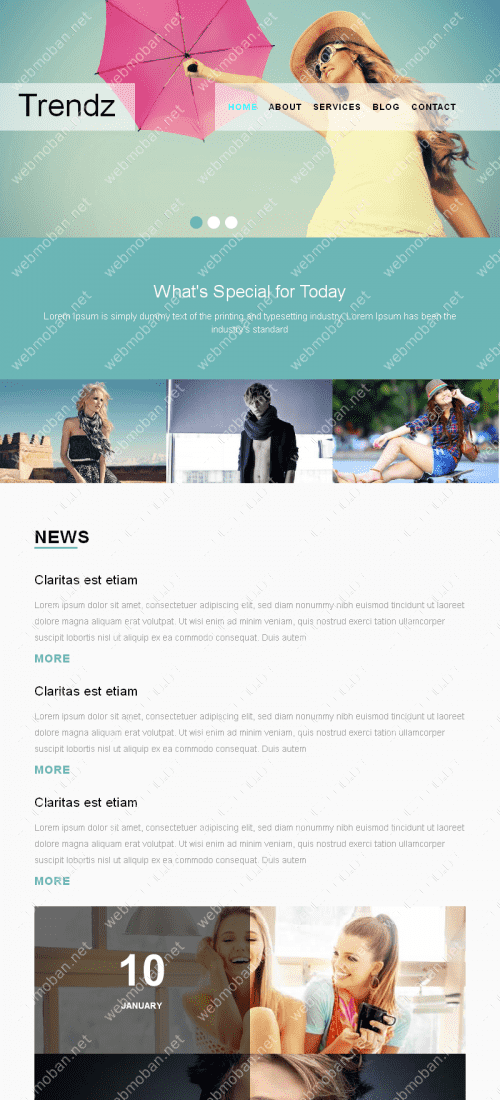 Trendz
HOME ABOUT SERVICES BLOG CONTACT
What's Special for Today
Lorem Ipsum is simply dummy text of the printing and typesetting industry. Lorem Ipsum has been the
industry's standard
NEWS
Claritas est etiam
Lorem ipsum dolor sit amet, consectetuer adipiscing elit, sed diam nonummy nibh euismod tincidunt ut laoreet
dolore magna aliquam erat volutpat. Ut wisi enim ad minim veniam, quis nostrud exerci tation ullamcorper
suscipit lobortis nisl ut aliquip ex ea commodo consequat. Duis autem
MORE
Claritas est etiam
Lorem ipsum dolor sit amet, consectetuer adipiscing elit, sed diam nonummy nibh euismod tincidunt ut laoreet
dolore magna aliquam erat volutpat. Ut wisi enim ad minim veniam, quis nostrud exerci tation ullamcorper
suscipit lobortis nisl ut aliquip ex ea commodo consequat. Duis autem
MORE
Claritas est etiam
Lorem ipsum dolor sit amet, consectetuer adipiscing elit, sed diam nonummy nibh euismod tincidunt ut laoreet
dolore magna aliquam erat volutpat. Ut wisi enim ad minim veniam, quis nostrud exerci tation ullamcorper
suscipit lobortis nisl ut aliquip ex ea commodo consequat. Duis autem
MORE
10
JANUARY
webmoban.net